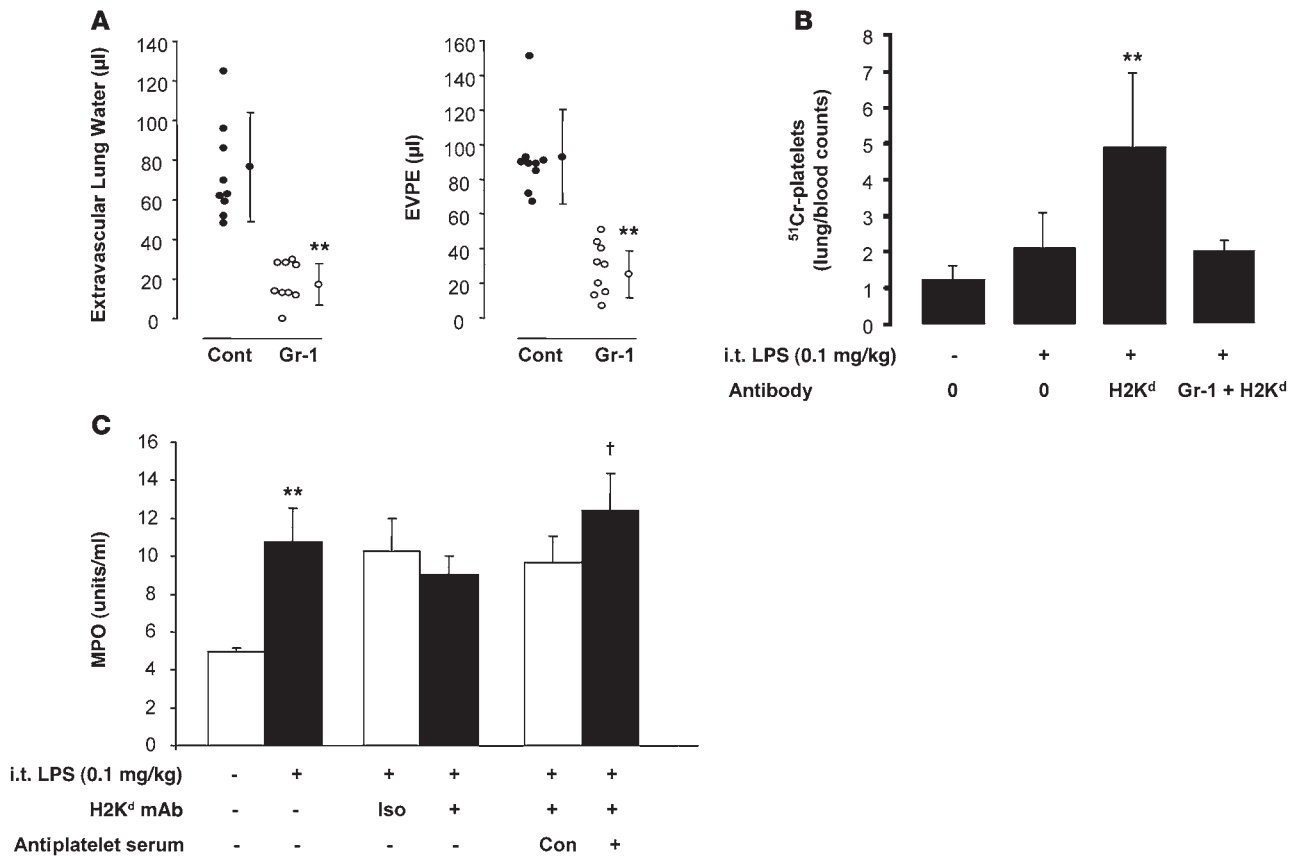 A
Extravascular Lung Water (μl)
140
120
100
80
60
40
20
0
**
Cont Gr-1
EVPE (μl)
160
140
120
100
80
60
40
20
0
**
Cont Gr-1
B
⁵¹Cr-platelets
(lung/blood counts)
8
7
6
5
4
3
2
1
0
**
i.t. LPS (0.1 mg/kg) - + + +
Antibody 0 0 H2Kᵈ Gr-1 + H2Kᵈ
C
MPO (units/ml)
16
14
12
10
8
6
4
2
0
**
†
i.t. LPS (0.1 mg/kg) - + + + + +
H2Kᵈ mAb - - Iso + + +
Antiplatelet serum - - - - Con +